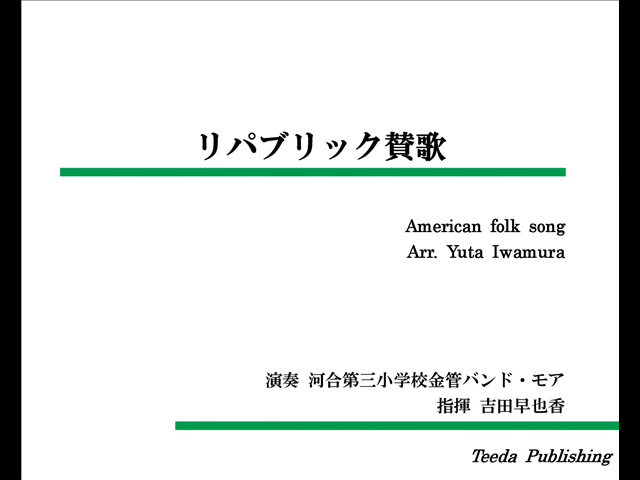 リパブリック賛歌
American folk song
Arr. Yuta Iwamura
演奏 河合第三小学校金管バンド・モア
指揮 吉田早也香
Teeda Publishing